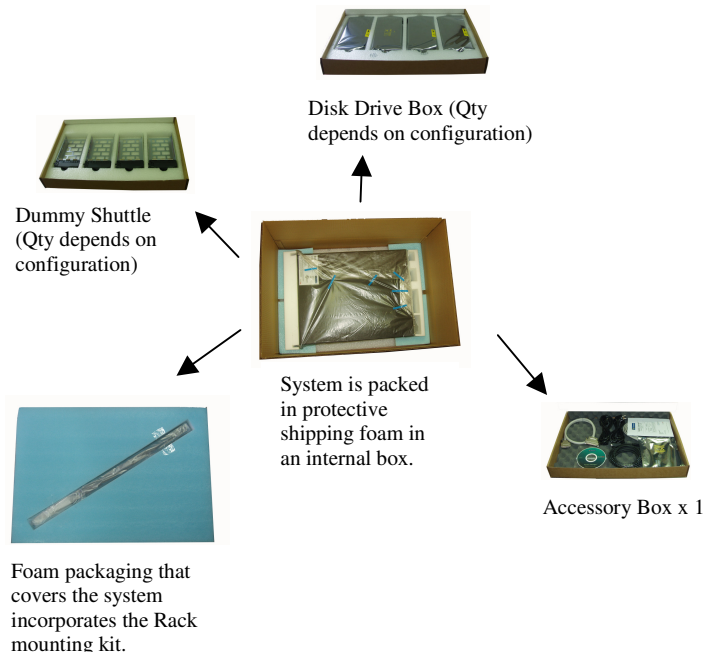 Disk Drive Box (Qty
depends on configuration)
Dummy Shuttle
(Qty depends on
configuration)
System is packed
in protective
shipping foam in
an internal box.
Accessory Box x 1
Foam packaging that
covers the system
incorporates the Rack
mounting kit.